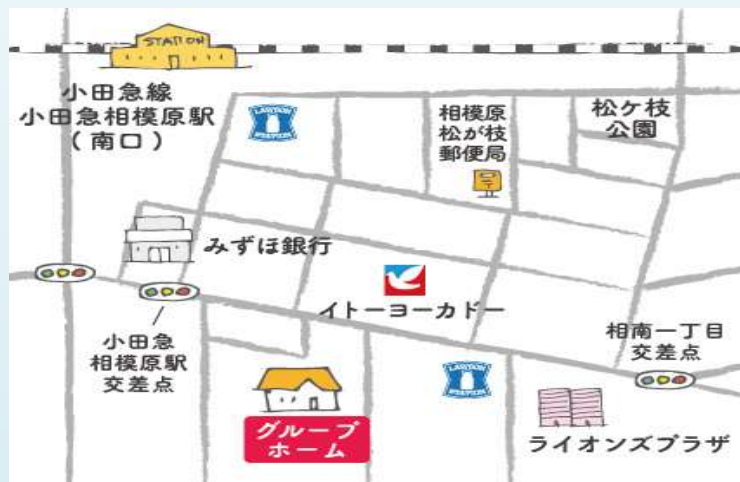 STATION
小田急線
小田急相模原駅
（南口）
LAWSON
STATION
相模原
松が枝
郵便局
松ケ枝
公園
みずほ銀行
イトーヨーカドー
小田急
相模原駅
交差点
相南一丁目
交差点
LAWSON
STATION
グループ
ホーム
ライオンズプラザ